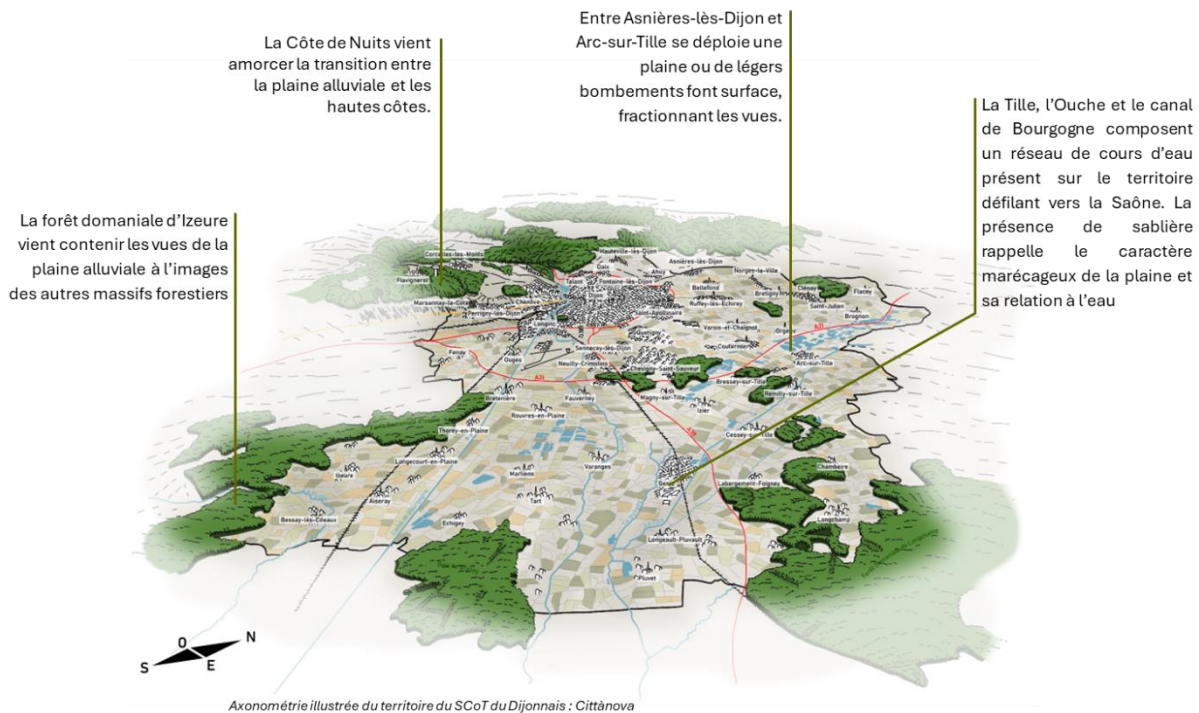 Entre Asnières-lès-Dijon et
Arc-sur-Tille se déploie une
plaine ou de légers
bombements font surface,
fractionnant les vues.
La Côte de Nuits vient
amorcer la transition entre
la plaine alluviale et les
hautes côtes.
La Tille, l'Ouche et le canal
de Bourgogne composent
un réseau de cours d'eau
présent sur le territoire
défilant vers la Saône. La
présence de sablière
rappelle le caractère
marécageux de la plaine et
sa relation à l'eau
La forêt domaniale d'Izeure
vient contenir les vues de la
plaine alluviale à l'images
des autres massifs forestiers
Corcelles-les-Monts
Flavignerot
Hauteville-lès-Dijon
Daix
Ahuy
Asnières-lès-Dijon
Norges-la-Ville
Clénay
Flacey
Talant
Fontaine-lès-Dijon
Bellefond
Bretigny
Saint-Julien
Marsannay-la-Côte
Chenôve
Dijon
Ruffey-lès-Echirey
Brognon
Perrigny-lès-Dijon
Saint-Apollinaire
Longvic
Quetigny
Varois-et-Chaignot
Orgeux
A31
Couternon
Fenay
Ouges
Sennecey-lès-Dijon
Neuilly-Crimolois
Chevigny-Saint-Sauveur
Arc-sur-Tille
A31
Bressey-sur-Tille
Remilly-sur-Tille
Bretenière
Fauverney
Magny-sur-Tille
Izier
Rouvres-en-Plaine
A39
Thorey-en-Plaine
Cessey-sur-Tille
Longecourt-en-Plaine
Izeure
Marliens
Varanges
Chambeire
Genlis
Labergement-Foigney
Aiserey
Tart
Bessey-lès-Cîteaux
Echigey
Longchamp
Longeault-Pluvault
Pluvet
O
N
S
E
Axonométrie illustrée du territoire du SCoT du Dijonnais : Cittànova